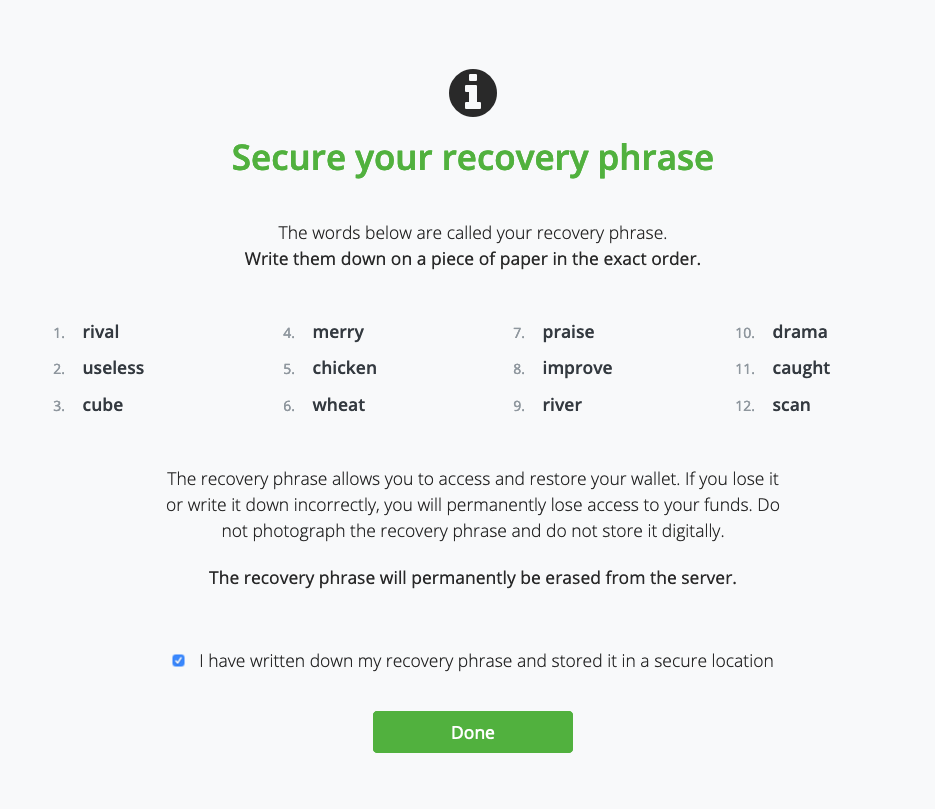 Secure your recovery phrase
The words below are called your recovery phrase.
Write them down on a piece of paper in the exact order.
1. rival
2. useless
3. cube
4. merry
5. chicken
6. wheat
7. praise
8. improve
9. river
10. drama
11. caught
12. scan
The recovery phrase allows you to access and restore your wallet. If you lose it
or write it down incorrectly, you will permanently lose access to your funds. Do
not photograph the recovery phrase and do not store it digitally.
The recovery phrase will permanently be erased from the server.
I have written down my recovery phrase and stored it in a secure location
Done